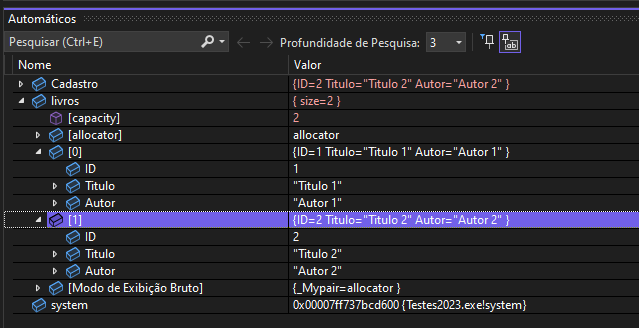 Automáticos
Pesquisar (Ctrl+E) Profundidade de Pesquisa: 3
Nome Valor
Cadastro {ID=2 Titulo="Titulo 2" Autor="Autor 2" }
livros { size=2 }
[capacity] 2
[allocator] allocator
[0] {ID=1 Titulo="Titulo 1" Autor="Autor 1" }
ID 1
Titulo "Titulo 1"
Autor "Autor 1"
[1] {ID=2 Titulo="Titulo 2" Autor="Autor 2" }
ID 2
Titulo "Titulo 2"
Autor "Autor 2"
[Modo de Exibição Bruto] {_Mypair=allocator }
system 0x00007ff737bcd600 {Testes2023.exe!system}